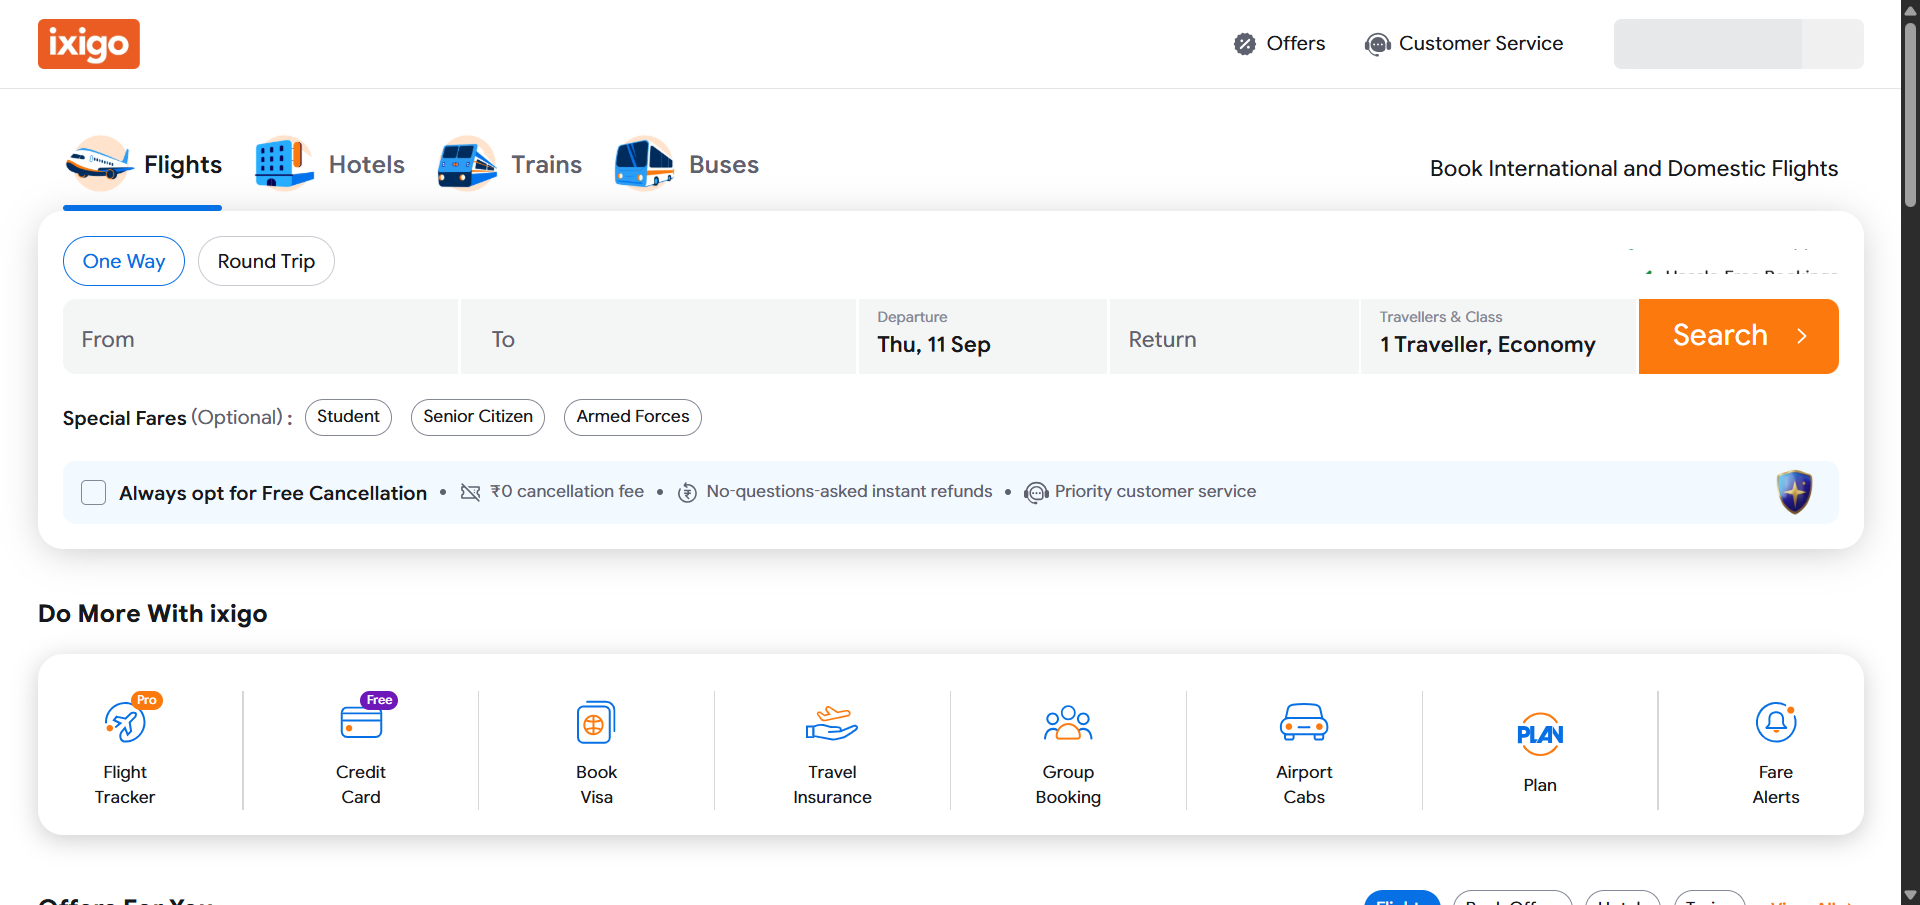 ixigo
Offers
Customer Service
Flights
Hotels
Trains
Buses
Book International and Domestic Flights
One Way
Round Trip
From
To
Departure
Thu, 11 Sep
Return
Travellers & Class
1 Traveller, Economy
Search
Special Fares (Optional) :
Student
Senior Citizen
Armed Forces
Always opt for Free Cancellation • ₹0 cancellation fee • No-questions-asked instant refunds • Priority customer service
Do More With ixigo
Pro
Flight
Tracker
Free
Credit
Card
Book
Visa
Travel
Insurance
Group
Booking
Airport
Cabs
PLAN
Plan
Fare
Alerts
Offers For You
Flights